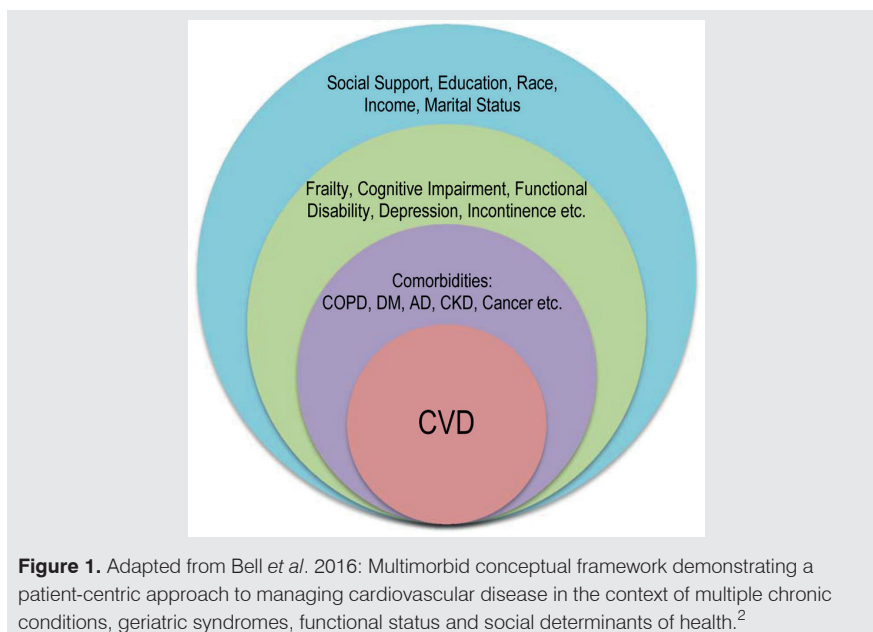 Social Support, Education, Race,
Income, Marital Status
Frailty, Cognitive Impairment, Functional
Disability, Depression, Incontinence etc.
Comorbidities:
COPD, DM, AD, CKD, Cancer etc.
CVD
Figure 1. Adapted from Bell et al. 2016: Multimorbid conceptual framework demonstrating a
patient-centric approach to managing cardiovascular disease in the context of multiple chronic
conditions, geriatric syndromes, functional status and social determinants of health.2